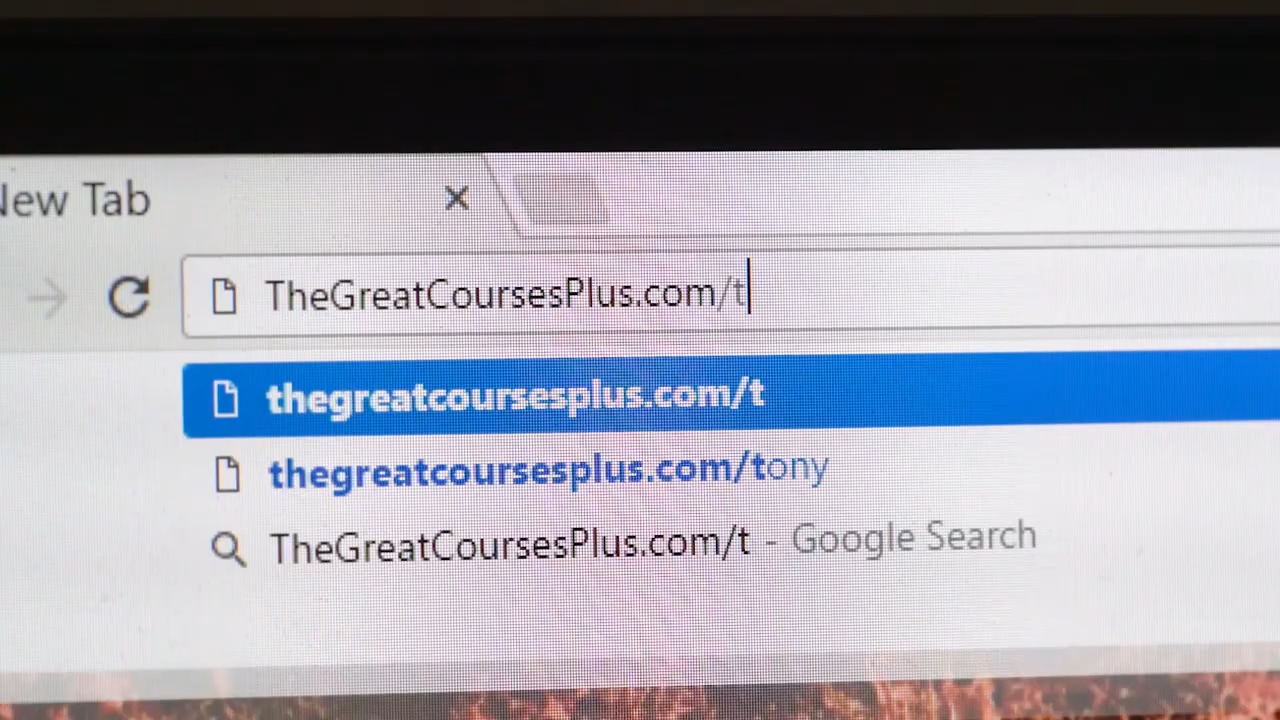 New Tab
TheGreatCoursesPlus.com/t
thegreatcoursesplus.com/t
thegreatcoursesplus.com/tony
TheGreatCoursesPlus.com/t - Google Search